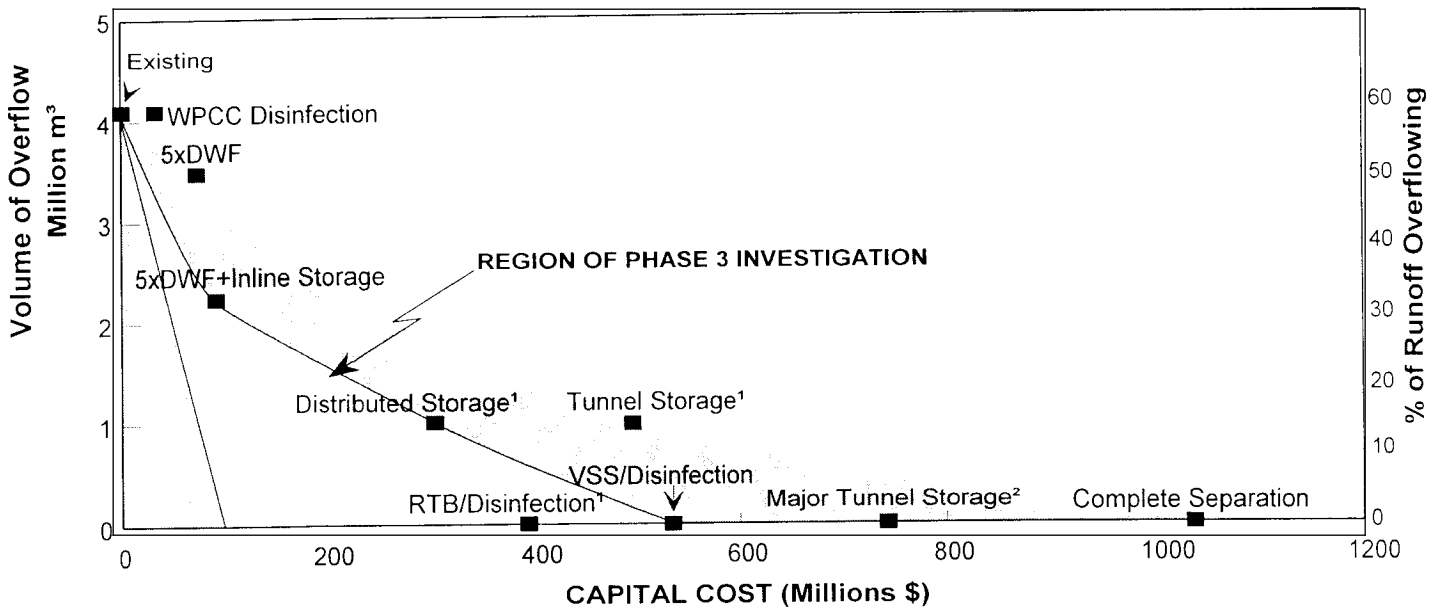 5
Existing
60
4
WPCC Disinfection
5xDWF
50
3
40
REGION OF PHASE 3 INVESTIGATION
5xDWF+Inline Storage
30
2
20
Distributed Storage¹
Tunnel Storage¹
1
10
VSS/Disinfection
RTB/Disinfection¹
Major Tunnel Storage²
Complete Separation
0
0
0
200
400
600
800
1000
1200
CAPITAL COST (Millions $)
Volume of Overflow
Million m³
% of Runoff Overflowing